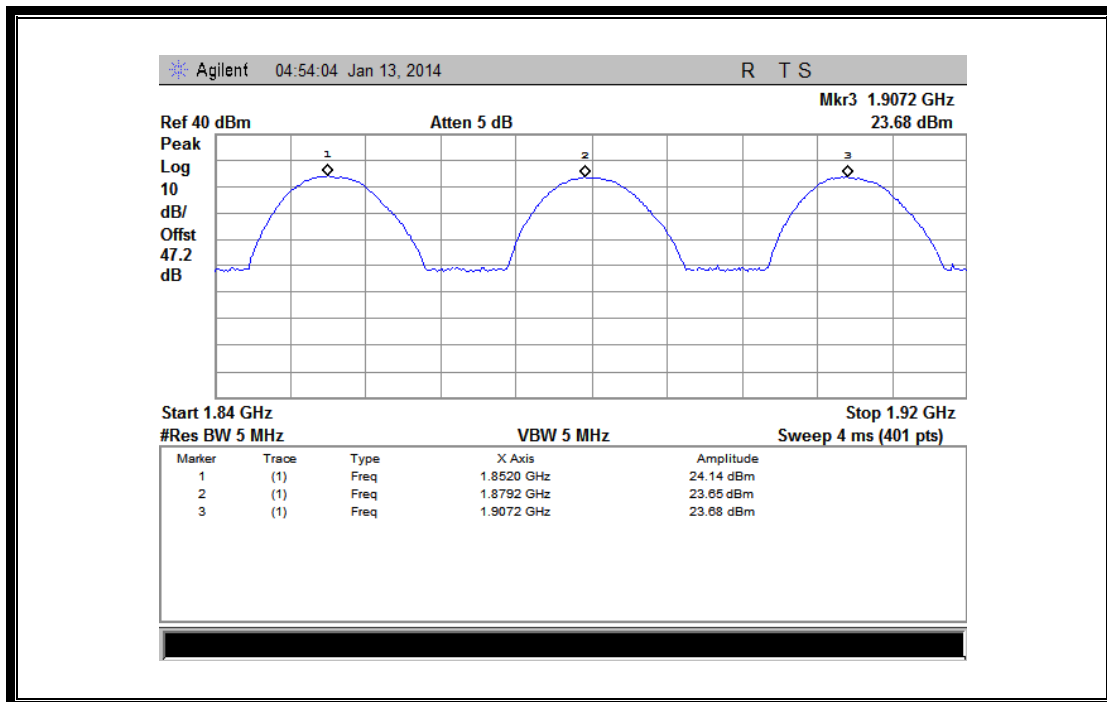 Agilent 04:54:04 Jan 13, 2014 R T S
Mkr3 1.9072 GHz
Ref 40 dBm Atten 5 dB 23.68 dBm
Peak
Log
10
dB/
Offst
47.2
dB
1 2 3
Start 1.84 GHz Stop 1.92 GHz
#Res BW 5 MHz VBW 5 MHz Sweep 4 ms (401 pts)
Marker Trace Type X Axis Amplitude
1 (1) Freq 1.8520 GHz 24.14 dBm
2 (1) Freq 1.8792 GHz 23.65 dBm
3 (1) Freq 1.9072 GHz 23.68 dBm